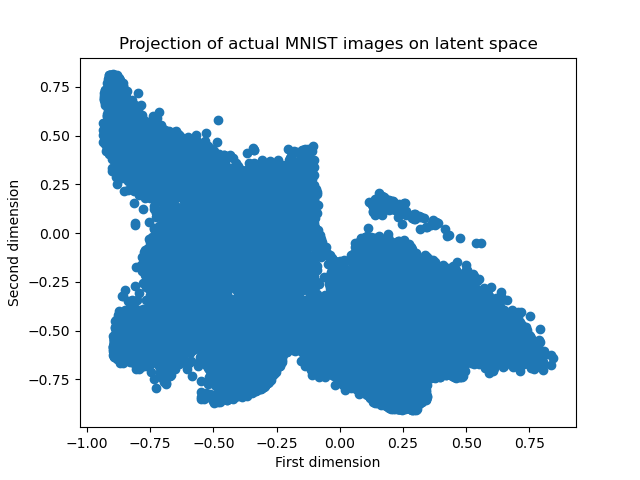 Projection of actual MNIST images on latent space
0.75
0.50
0.25
0.00
−0.25
−0.50
−0.75
Second dimension
−1.00 −0.75 −0.50 −0.25 0.00 0.25 0.50 0.75
First dimension